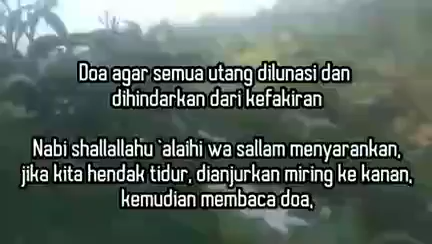 Doa agar semua utang dilunasi dan
dihindarkan dari kefakiran
Nabi shallallahu `alaihi wa sallam menyarankan,
jika kita hendak tidur, dianjurkan miring ke kanan,
kemudian membaca doa,